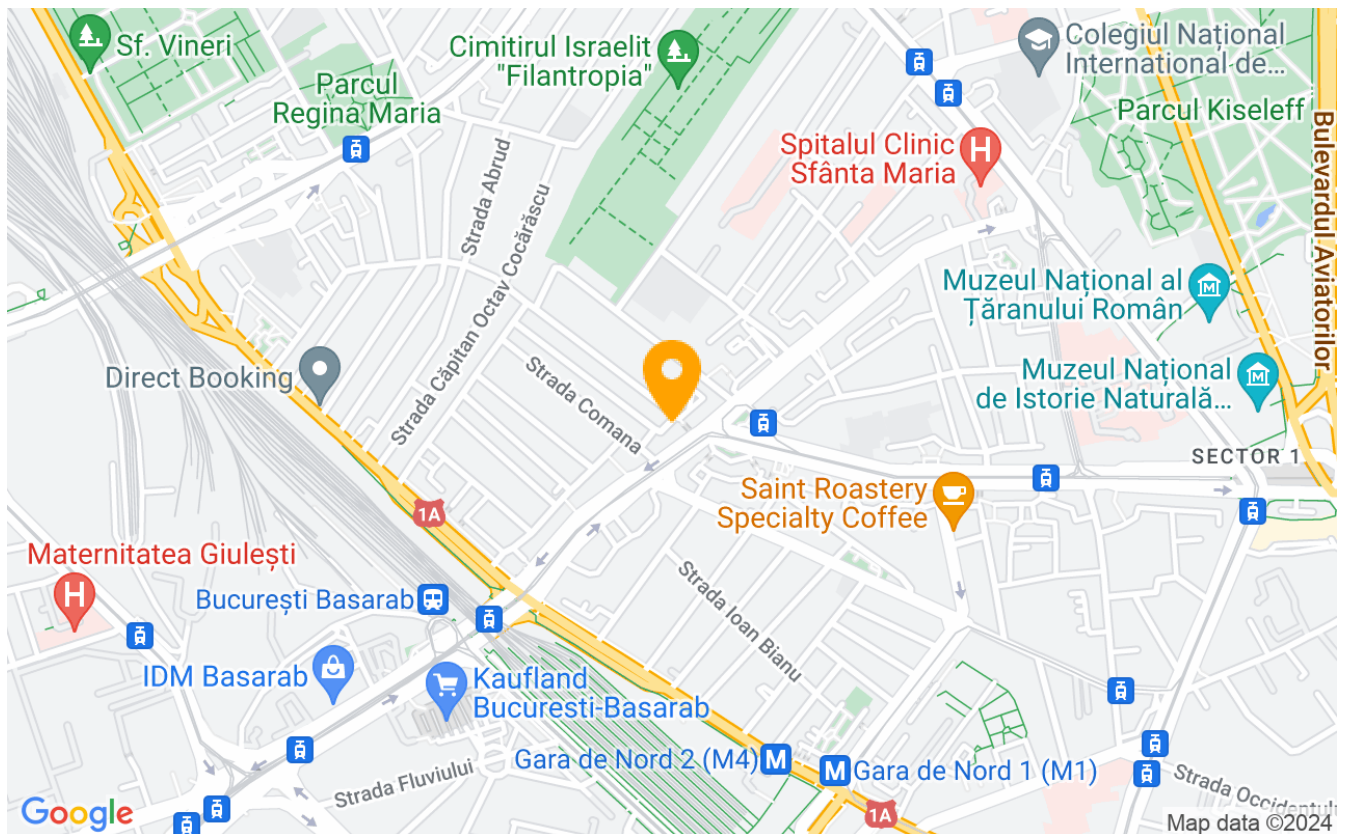 Sf. Vineri
Cimitirul Israelit
"Filantropia"
Colegiul Național
International de...
Parcul
Regina Maria
Parcul Kiseleff
Bulevardul Aviatorilor
Spitalul Clinic
Sfânta Maria
Strada Abrud
Strada Căpitan Octav Cocărăscu
Muzeul Național al
Țăranului Român
Direct Booking
Strada Comana
Muzeul Național
de Istorie Naturală...
SECTOR 1
Saint Roastery
Specialty Coffee
1A
Maternitatea Giulești
H
H
București Basarab
Strada Ioan Bianu
IDM Basarab
Kaufland
Bucuresti-Basarab
Gara de Nord 2 (M4)
M
M
Gara de Nord 1 (M1)
Strada Fluviului
Strada Occidentului
1A
Google
Map data ©2024